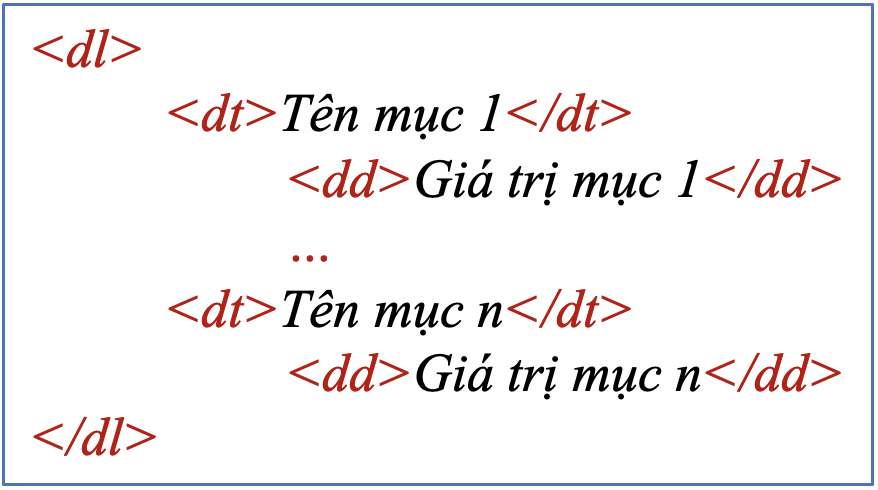 <dl>
<dt>Tên mục 1</dt>
<dd>Giá trị mục 1</dd>
...
<dt>Tên mục n</dt>
<dd>Giá trị mục n</dd>
</dl>